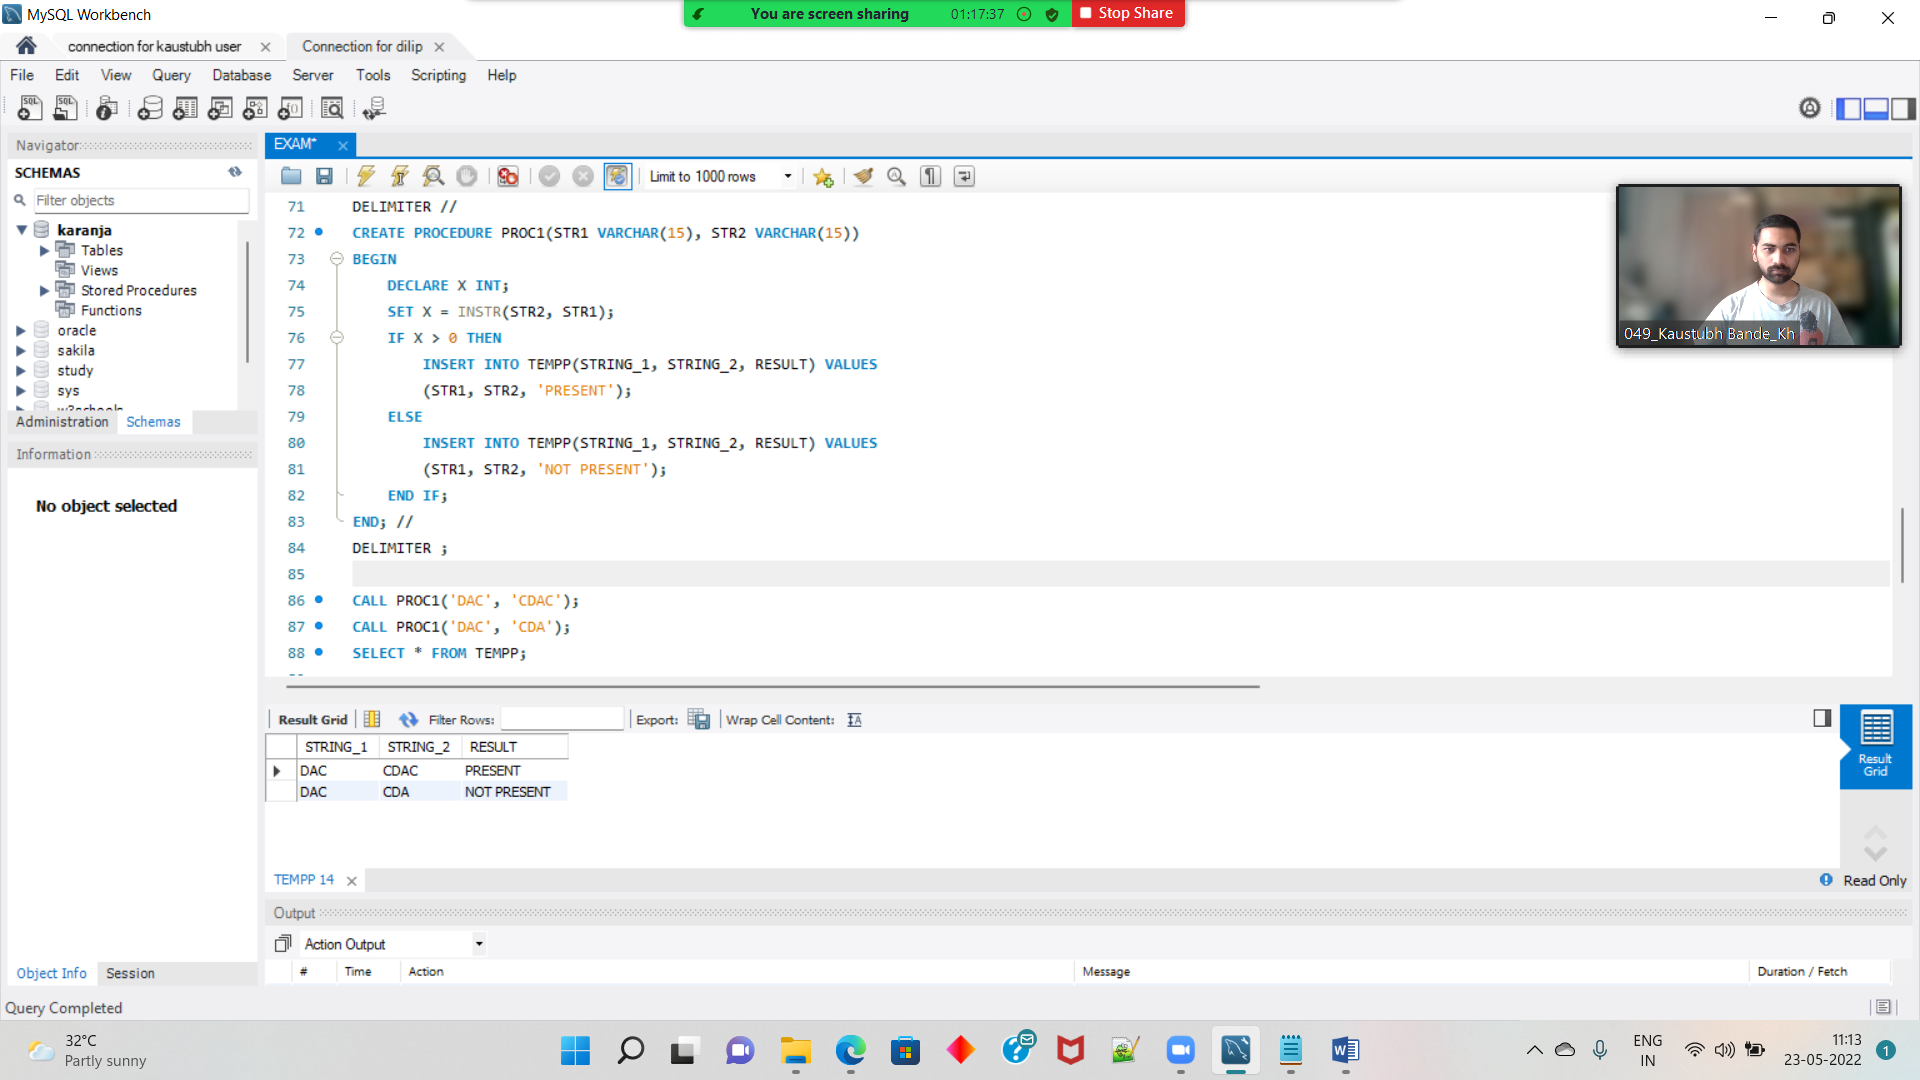 MySQL Workbench
You are screen sharing 01:17:37 Stop Share
connection for kaustubh user Connection for dilip
File Edit View Query Database Server Tools Scripting Help
Navigator
SCHEMAS
Filter objects
karanja
Tables
Views
Stored Procedures
Functions
oracle
sakila
study
sys
w3schools
Administration Schemas
Information
No object selected
Object Info Session
Query Completed
EXAM*
Limit to 1000 rows
71 DELIMITER //
72 CREATE PROCEDURE PROC1(STR1 VARCHAR(15), STR2 VARCHAR(15))
73 BEGIN
74 DECLARE X INT;
75 SET X = INSTR(STR2, STR1);
76 IF X > 0 THEN
77 INSERT INTO TEMPP(STRING_1, STRING_2, RESULT) VALUES
78 (STR1, STR2, 'PRESENT');
79 ELSE
80 INSERT INTO TEMPP(STRING_1, STRING_2, RESULT) VALUES
81 (STR1, STR2, 'NOT PRESENT');
82 END IF;
83 END; //
84 DELIMITER ;
85
86 CALL PROC1('DAC', 'CDAC');
87 CALL PROC1('DAC', 'CDA');
88 SELECT * FROM TEMPP;
049_Kaustubh Bande_Kh
Result Grid Filter Rows: Export: Wrap Cell Content:
STRING_1 STRING_2 RESULT
DAC CDAC PRESENT
DAC CDA NOT PRESENT
Result
Grid
TEMPP 14
Read Only
Output
Action Output
# Time Action Message Duration / Fetch
32°C
Partly sunny
ENG
IN
11:13
23-05-2022
1